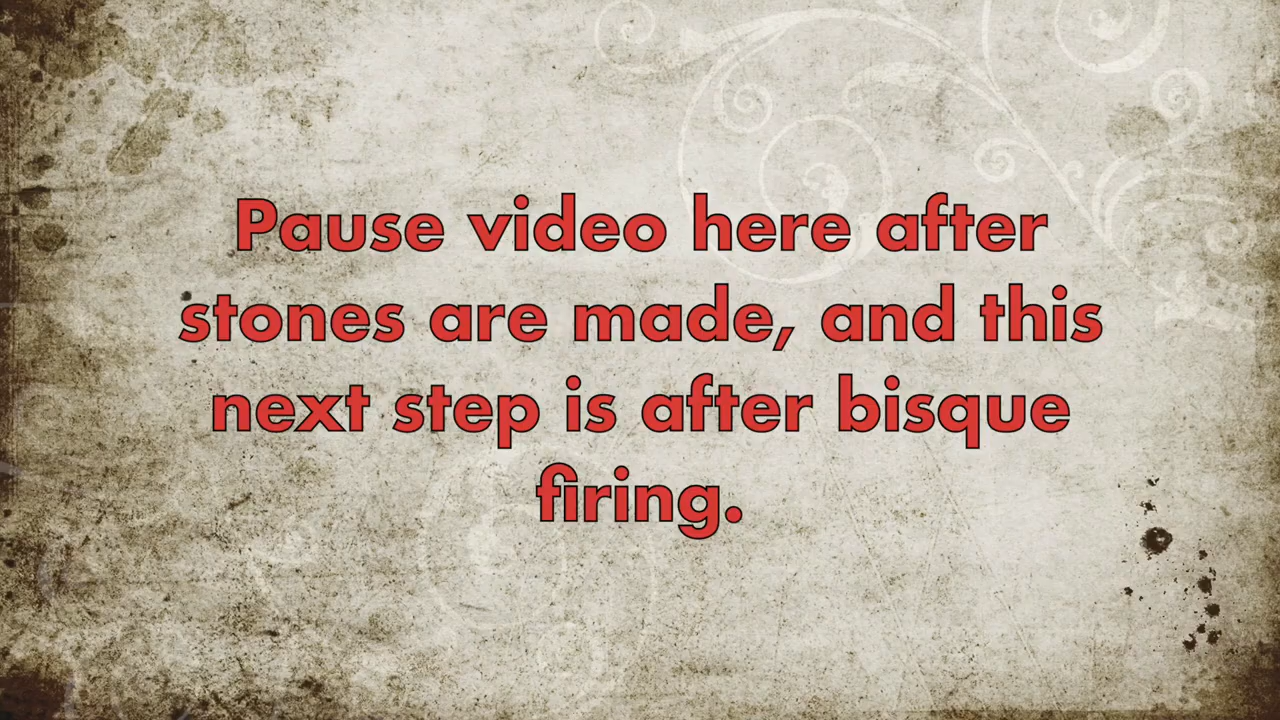 Pause video here after
stones are made, and this
next step is after bisque
firing.